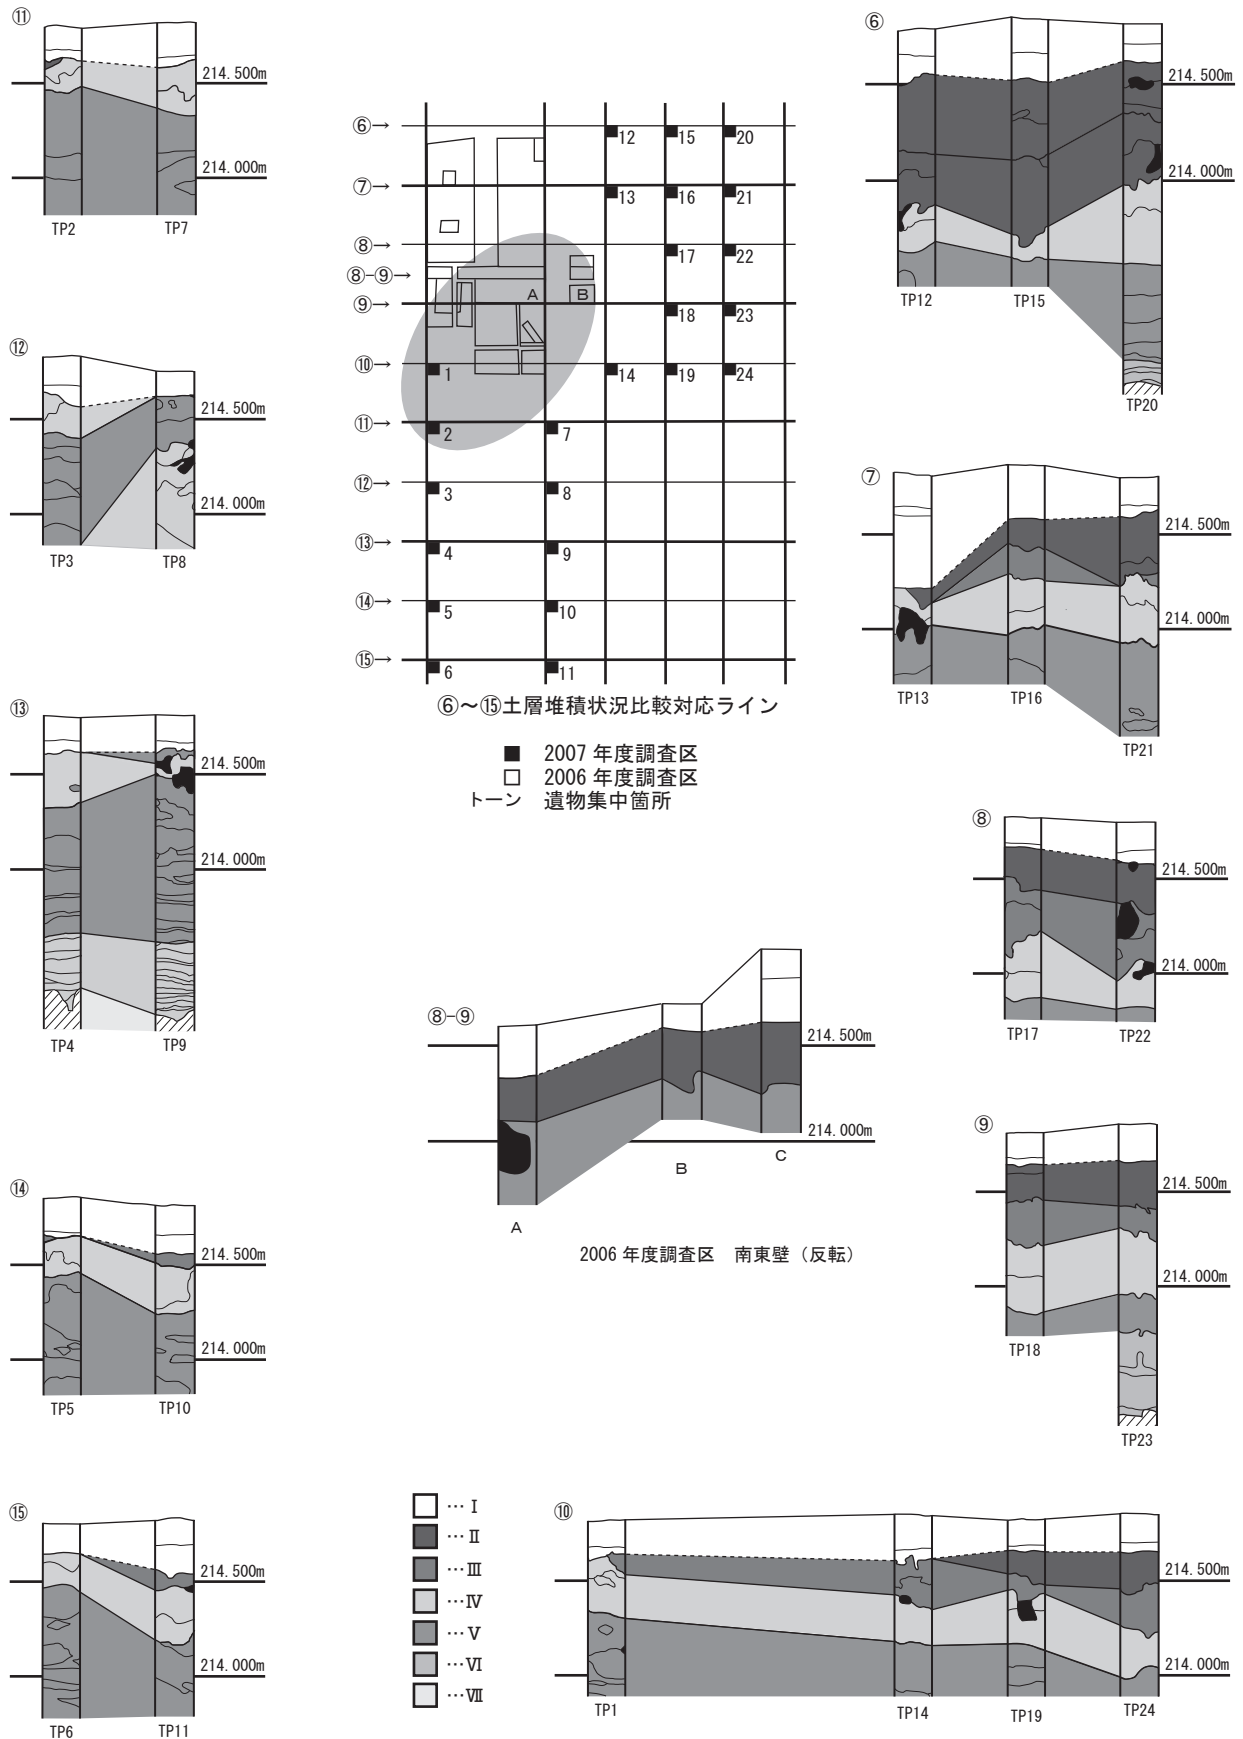 ⑪
214.500m
214.000m
TP2 TP7
⑫
214.500m
214.000m
TP3 TP8
⑬
214.500m
214.000m
TP4 TP9
⑭
214.500m
214.000m
TP5 TP10
⑮
214.500m
214.000m
TP6 TP11
⑥→ 12 15 20
⑦→ 13 16 21
⑧→ 17 22
⑧-⑨→ A B
⑨→ 18 23
⑩→ 1 14 19 24
⑪→ 2 7
⑫→ 3 8
⑬→ 4 9
⑭→ 5 10
⑮→ 6 11
⑥～⑮土層堆積状況比較対応ライン
■ 2007 年度調査区
□ 2006 年度調査区
トーン 遺物集中箇所
⑧-⑨
214.500m
214.000m
A B C
2006 年度調査区 南東壁（反転）
…Ⅰ
…Ⅱ
…Ⅲ
…Ⅳ
…Ⅴ
…Ⅵ
…Ⅶ
⑥
214.500m
214.000m
TP12 TP15 TP20
⑦
214.500m
214.000m
TP13 TP16 TP21
⑧
214.500m
214.000m
TP17 TP22
⑨
214.500m
214.000m
TP18 TP23
⑩
214.500m
214.000m
TP1 TP14 TP19 TP24